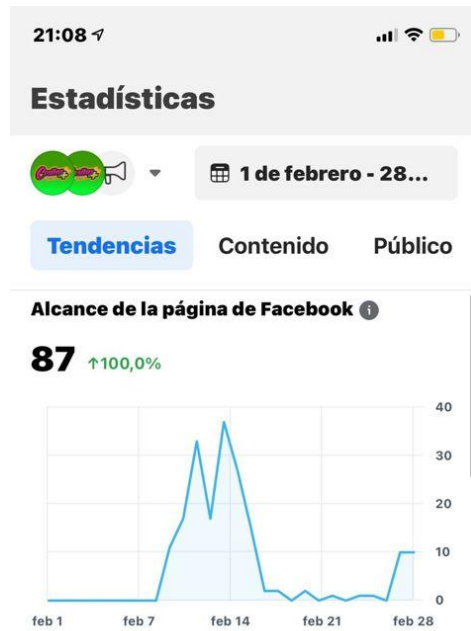 21:08
Estadísticas
1 de febrero - 28...
Tendencias Contenido Público
Alcance de la página de Facebook
87 ↑100,0%
40
30
20
10
0
feb 1 feb 7 feb 14 feb 21 feb 28